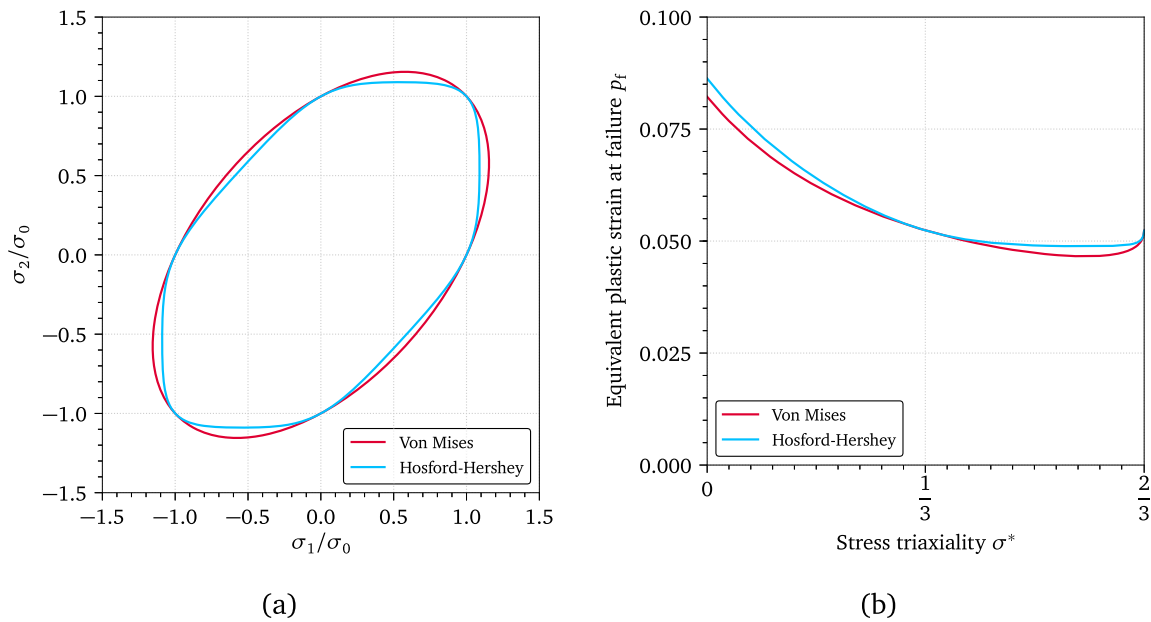 1.5
1.0
0.5
0.0
−0.5
−1.0
−1.5
σ₂/σ₀
−1.5 −1.0 −0.5 0.0 0.5 1.0 1.5
σ₁/σ₀
Von Mises
Hosford-Hershey
(a)
0.100
0.075
0.050
0.025
0.000
Equivalent plastic strain at failure p_f
0 1/3 2/3
Stress triaxiality σ*
Von Mises
Hosford-Hershey
(b)